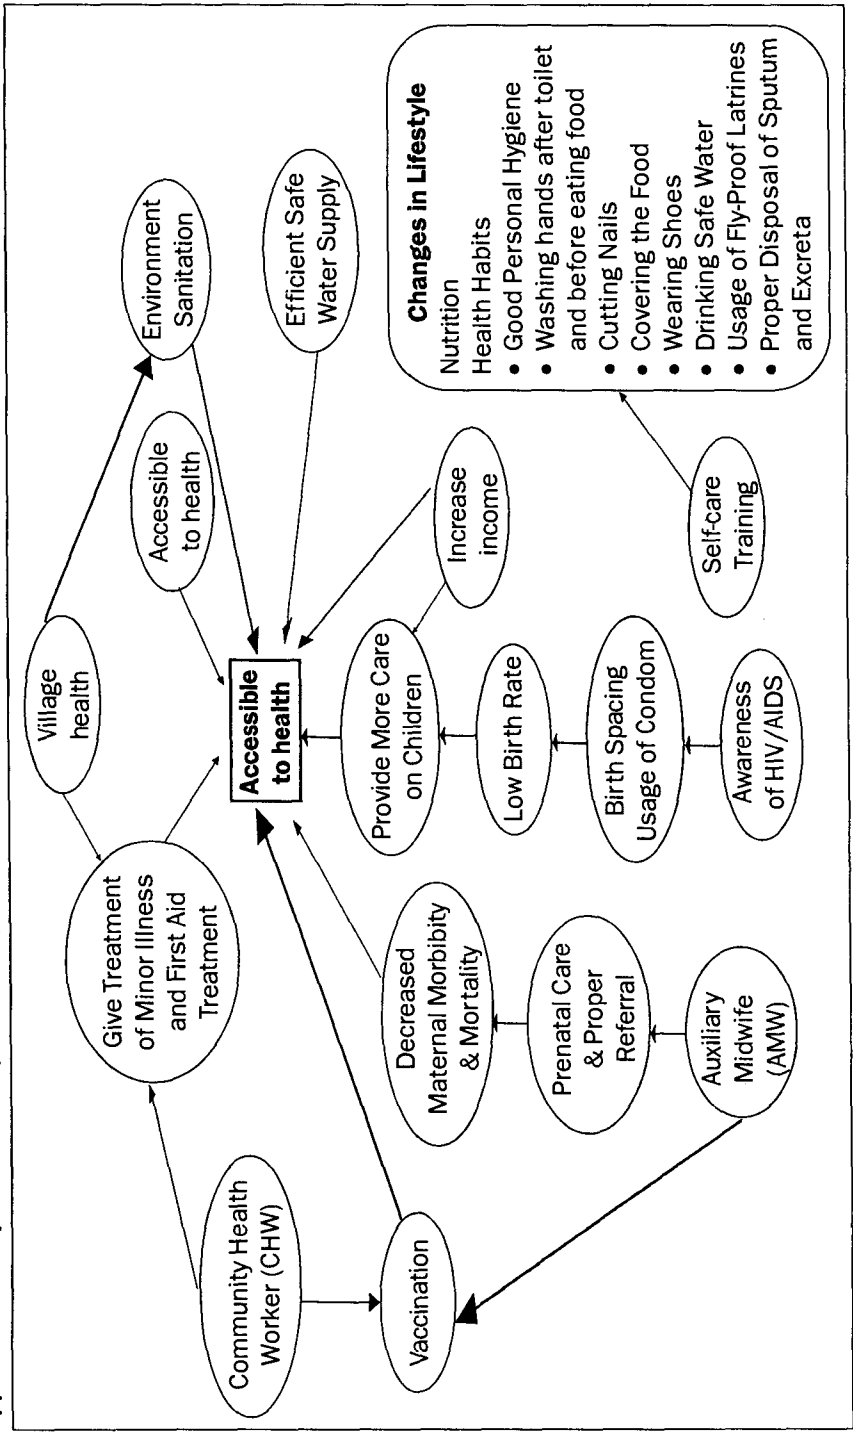 Village
health
Environment
Sanitation
Give Treatment
of Minor Illness
and First Aid
Treatment
Accessible
to health
Efficient Safe
Water Supply
Community Health
Worker (CHW)
Accessible
to health
Vaccination
Decreased
Maternal Morbibity
& Mortality
Provide More Care
on Children
Increase
income
Prenatal Care
& Proper
Referral
Low Birth Rate
Birth Spacing
Usage of Condom
Auxiliary
Midwife
(AMW)
Awareness
of HIV/AIDS
Self-care
Training
Changes in Lifestyle
Nutrition
Health Habits
• Good Personal Hygiene
• Washing hands after toilet
and before eating food
• Cutting Nails
• Covering the Food
• Wearing Shoes
• Drinking Safe Water
• Usage of Fly-Proof Latrines
• Proper Disposal of Sputum
and Excreta